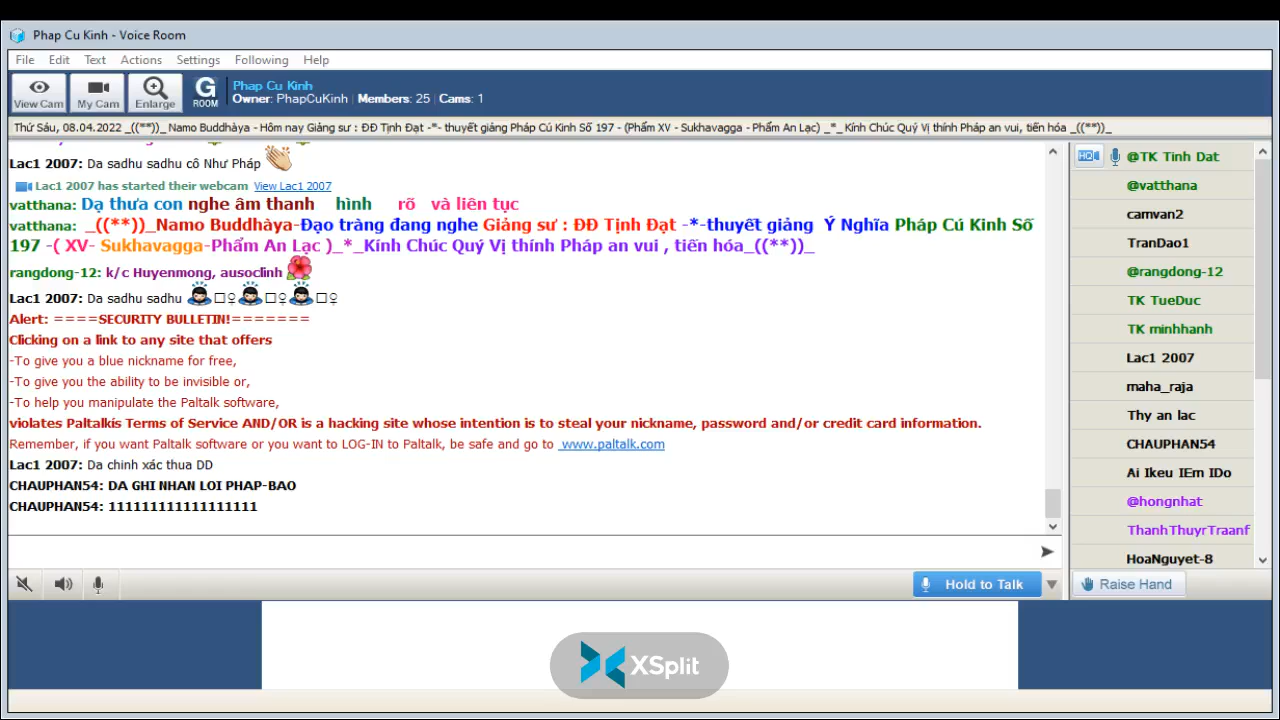 Phap Cu Kinh - Voice Room
File Edit Text Actions Settings Following Help
View Cam My Cam Enlarge G ROOM
Phap Cu Kinh
Owner: PhapCuKinh Members: 25 Cams: 1
Thứ Sáu, 08.04.2022 _((**))_ Namo Buddhàya - Hôm nay Giảng sư : ĐĐ Tịnh Đạt -*- thuyết giảng Pháp Cú Kinh Số 197 - (Phẩm XV - Sukhavagga - Phẩm An Lạc) _*_ Kính Chúc Quý Vị thính Pháp an vui, tiến hóa _((**))_
Lac1 2007: Da sadhu sadhu cô Như Pháp
Lac1 2007 has started their webcam View Lac1 2007
vatthana: Dạ thưa con nghe âm thanh hình rõ và liên tục
vatthana: _((**))_Namo Buddhàya-Đạo tràng đang nghe Giảng sư : ĐĐ Tịnh Đạt -*-thuyết giảng Ý Nghĩa Pháp Cú Kinh Số
197 -( XV- Sukhavagga-Phẩm An Lạc )_*_Kính Chúc Quý Vị thính Pháp an vui , tiến hóa_((**))_
rangdong-12: k/c Huyenmong, ausoclinh
Lac1 2007: Da sadhu sadhu □♀ □♀ □♀
Alert: ====SECURITY BULLETIN!=======
Clicking on a link to any site that offers
-To give you a blue nickname for free,
-To give you the ability to be invisible or,
-To help you manipulate the Paltalk software,
violates Paltalkís Terms of Service AND/OR is a hacking site whose intention is to steal your nickname, password and/or credit card information.
Remember, if you want Paltalk software or you want to LOG-IN to Paltalk, be safe and go to www.paltalk.com
Lac1 2007: Da chinh xác thua DD
CHAUPHAN54: DA GHI NHAN LOI PHAP-BAO
CHAUPHAN54: 111111111111111111
Hold to Talk
HQ @TK Tinh Dat
@vatthana
camvan2
TranDao1
@rangdong-12
TK TueDuc
TK minhhanh
Lac1 2007
maha_raja
Thy an lac
CHAUPHAN54
Ai Ikeu IEm IDo
@hongnhat
ThanhThuyrTraanf
HoaNguyet-8
Raise Hand
XSplit